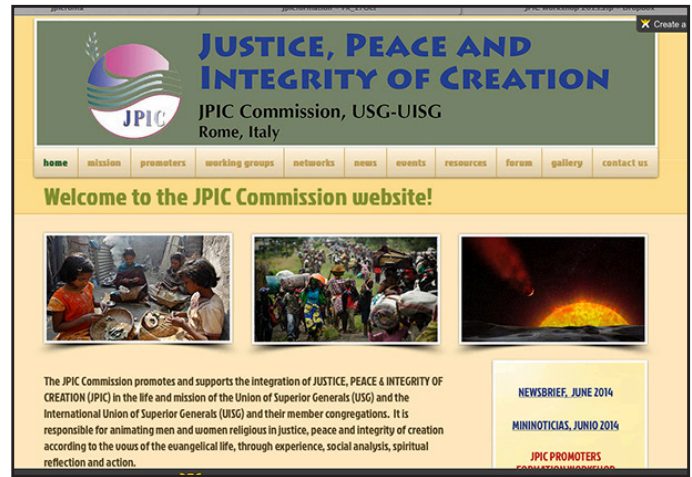 Create a
JUSTICE, PEACE AND
INTEGRITY OF CREATION
JPIC
JPIC Commission, USG-UISG
Rome, Italy
home mission promoters working groups networks news events resources forum gallery contact us
Welcome to the JPIC Commission website!
The JPIC Commission promotes and supports the integration of JUSTICE, PEACE & INTEGRITY OF
CREATION (JPIC) in the life and mission of the Union of Superior Generals (USG) and the
International Union of Superior Generals (UISG) and their member congregations. It is
responsible for animating men and women religious in justice, peace and integrity of creation
according to the vows of the evangelical life, through experience, social analysis, spiritual
reflection and action.
NEWSBRIEF, JUNE 2014
MININOTICIAS, JUNIO 2014
JPIC PROMOTERS
FORMATION WORKSHOP